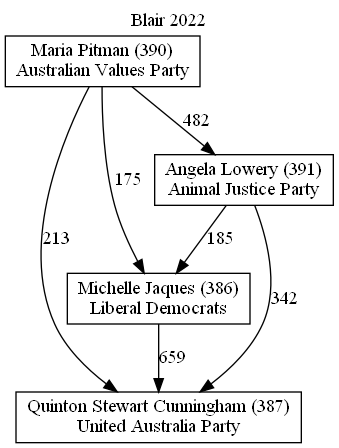 Blair 2022
Maria Pitman (390)
Australian Values Party
482
Angela Lowery (391)
Animal Justice Party
175
213
185
342
Michelle Jaques (386)
Liberal Democrats
659
Quinton Stewart Cunningham (387)
United Australia Party